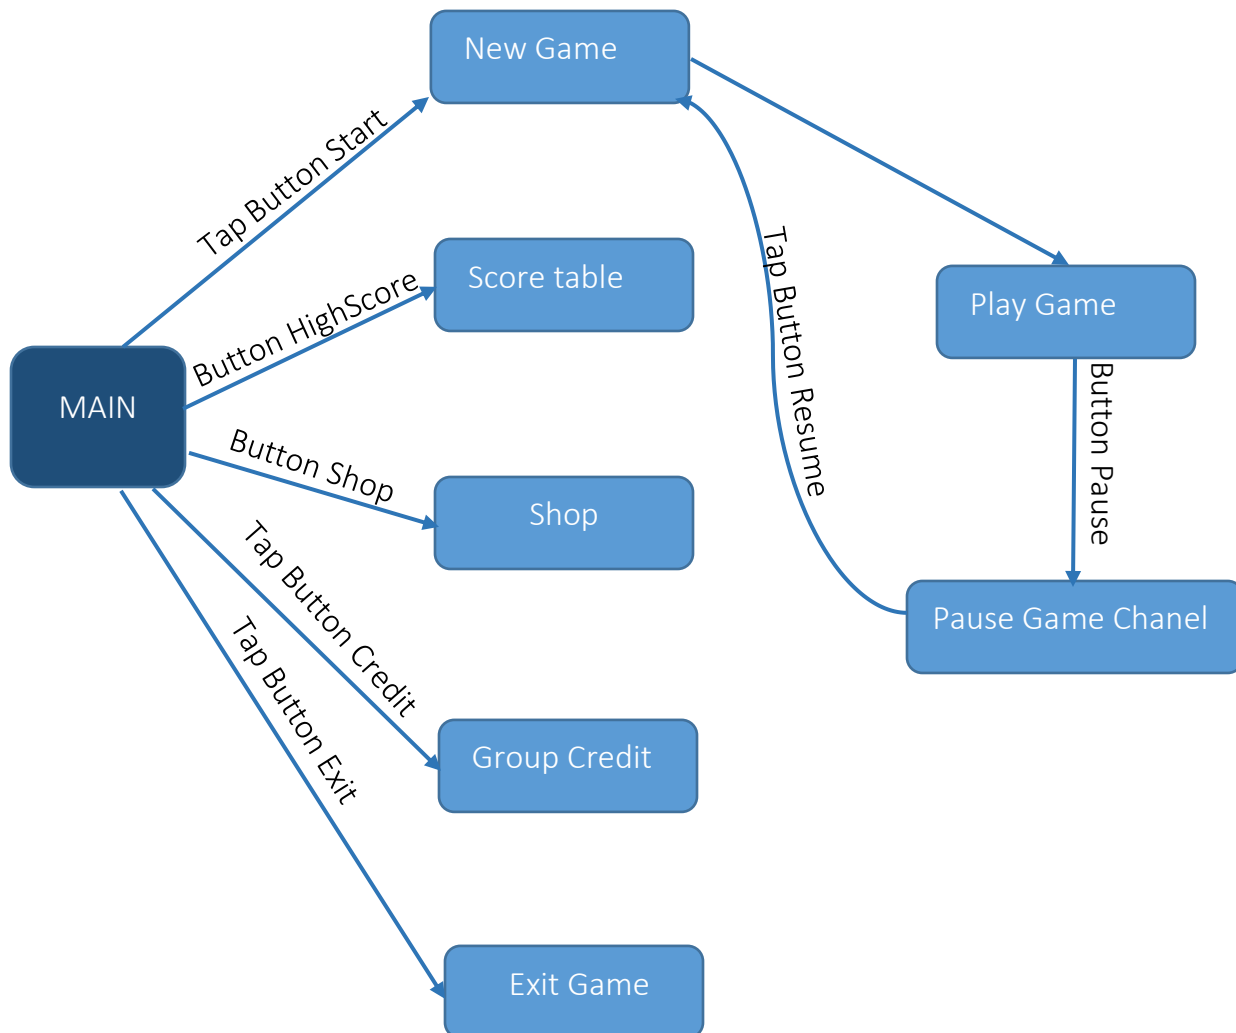 New Game
Tap Button Start
Score table
Button HighScore
Tap Button Resume
Play Game
MAIN
Button Pause
Button Shop
Shop
Tap Button Credit
Pause Game Chanel
Tap Button Exit
Group Credit
Exit Game